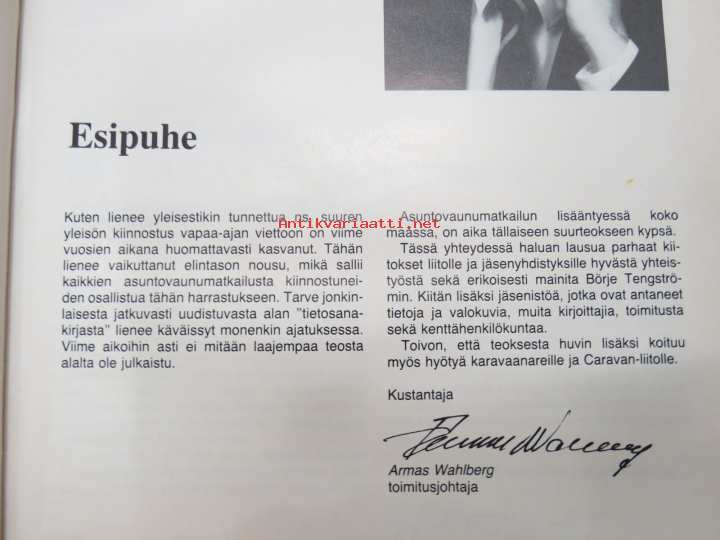 Esipuhe
Kuten lienee yleisestikin tunnettua ns. suuren
yleisön kiinnostus vapaa-ajan viettoon on viime
vuosien aikana huomattavasti kasvanut. Tähän
lienee vaikuttanut elintason nousu, mikä sallii
kaikkien asuntovaunumatkailusta kiinnostunei-
den osallistua tähän harrastukseen. Tarve jonkin-
laisesta jatkuvasti uudistuvasta alan "tietosana-
kirjasta" lienee käväissyt monenkin ajatuksessa.
Viime aikoihin asti ei mitään laajempaa teosta
alalta ole julkaistu.
Asuntovaunumatkailun lisääntyessä koko
maassa, on aika tällaiseen suurteokseen kypsä.
Tässä yhteydessä haluan lausua parhaat kii-
tokset liitolle ja jäsenyhdistyksille hyvästä yhteis-
työstä sekä erikoisesti mainita Börje Tengströ-
min. Kiitän lisäksi jäsenistöä, jotka ovat antaneet
tietoja ja valokuvia, muita kirjoittajia, toimitusta
sekä kenttähenkilökuntaa.
Toivon, että teoksesta huvin lisäksi koituu
myös hyötyä karavaanareille ja Caravan-liitolle.
Kustantaja
Armas Wahlberg
toimitusjohtaja
Antikvariaatti.net